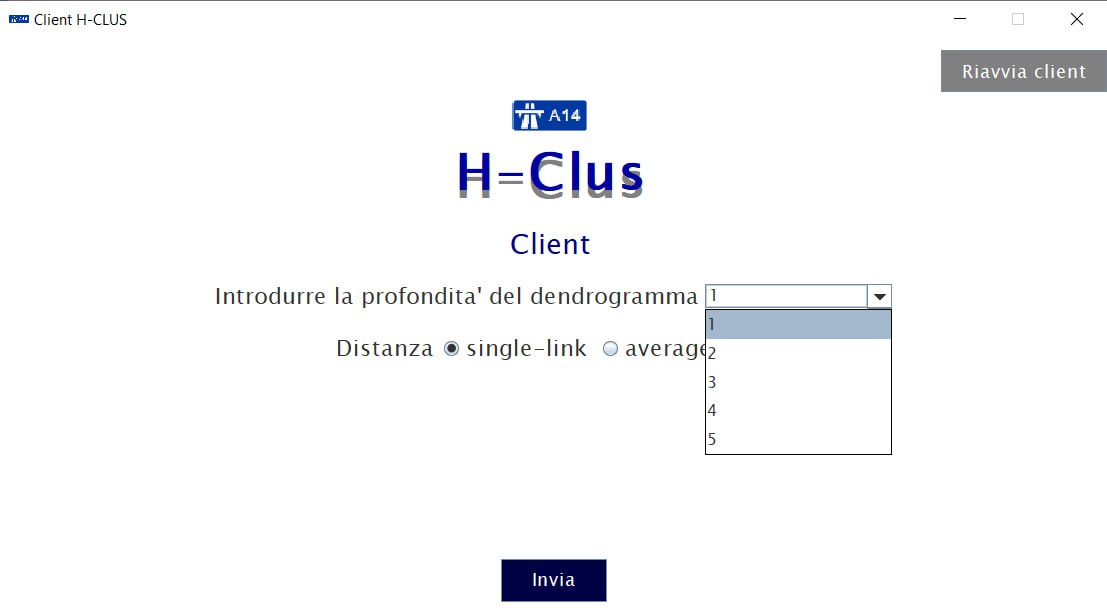 Client H-CLUS
Riavvia client
A14
H-Clus
Client
Introdurre la profondita' del dendrogramma 1
1
Distanza single-link average
2
3
4
5
Invia